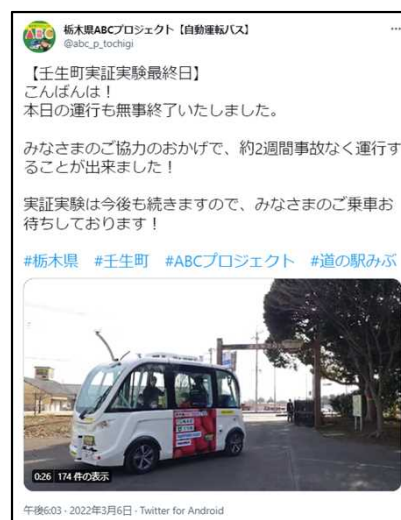 栃木県ABCプロジェクト【自動運転バス】
@abc_p_tochigi
【壬生町実証実験最終日】
こんばんは!
本日の運行も無事終了いたしました。
みなさまのご協力のおかげで、約2週間事故なく運行す
ることが出来ました!
実証実験は今後も続きますので、みなさまのご乗車お
待ちしております!
#栃木県 #壬生町 #ABCプロジェクト #道の駅みぶ
0:26 174 件の表示
午後6:03 · 2022年3月6日 · Twitter for Android